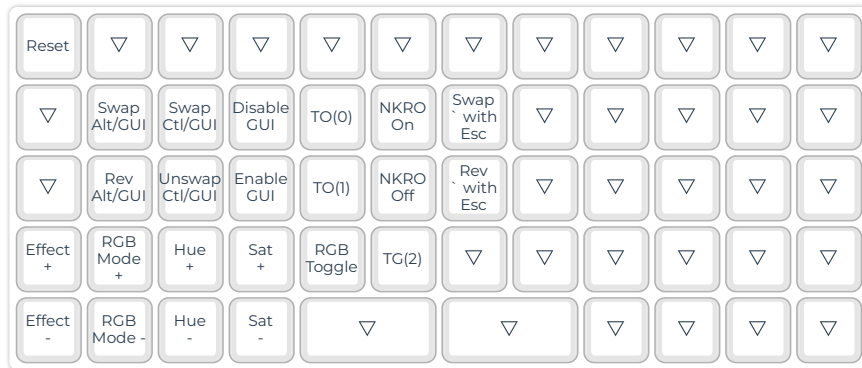 Reset ▽ ▽ ▽ ▽ ▽ ▽ ▽ ▽ ▽ ▽ ▽
▽ Swap Alt/GUI Swap Ctl/GUI Disable GUI TO(0) NKRO On Swap ` with Esc ▽ ▽ ▽ ▽ ▽
▽ Rev Alt/GUI Unswap Ctl/GUI Enable GUI TO(1) NKRO Off Rev ` with Esc ▽ ▽ ▽ ▽ ▽
Effect + RGB Mode + Hue + Sat + RGB Toggle TG(2) ▽ ▽ ▽ ▽ ▽ ▽
Effect - RGB Mode - Hue - Sat - ▽ ▽ ▽ ▽ ▽ ▽